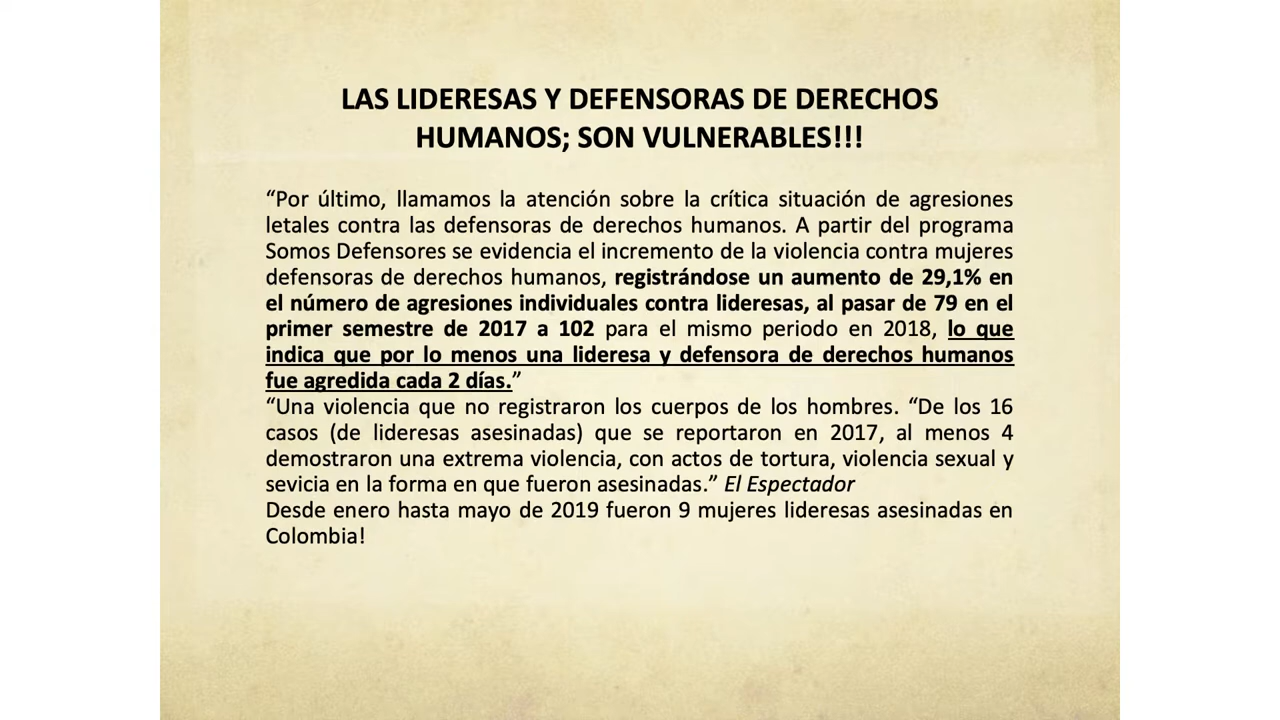 LAS LIDERESAS Y DEFENSORAS DE DERECHOS
HUMANOS; SON VULNERABLES!!!
“Por último, llamamos la atención sobre la crítica situación de agresiones
letales contra las defensoras de derechos humanos. A partir del programa
Somos Defensores se evidencia el incremento de la violencia contra mujeres
defensoras de derechos humanos, registrándose un aumento de 29,1% en
el número de agresiones individuales contra lideresas, al pasar de 79 en el
primer semestre de 2017 a 102 para el mismo periodo en 2018, lo que
indica que por lo menos una lideresa y defensora de derechos humanos
fue agredida cada 2 días.”
“Una violencia que no registraron los cuerpos de los hombres. “De los 16
casos (de lideresas asesinadas) que se reportaron en 2017, al menos 4
demostraron una extrema violencia, con actos de tortura, violencia sexual y
sevicia en la forma en que fueron asesinadas.” El Espectador
Desde enero hasta mayo de 2019 fueron 9 mujeres lideresas asesinadas en
Colombia!